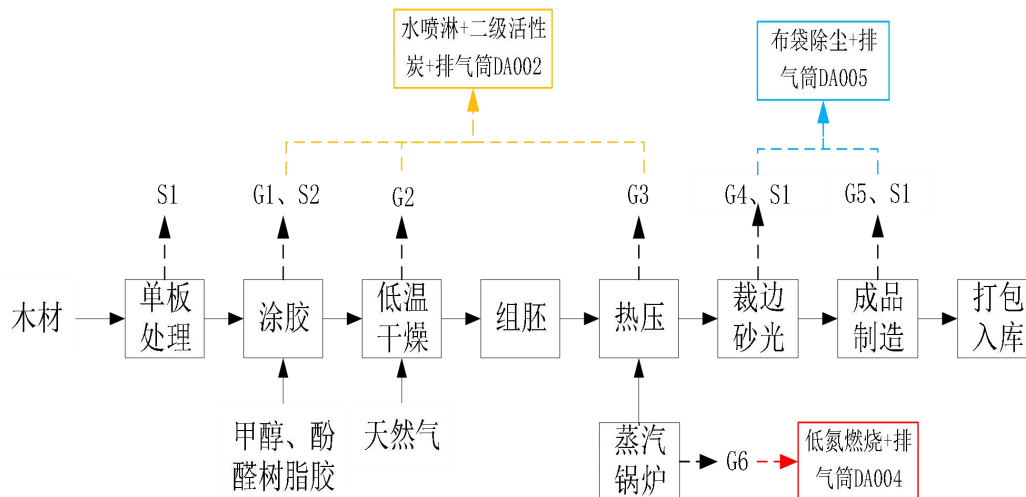 水喷淋+二级活性
炭+排气筒DA002
布袋除尘+排
气筒DA005
S1
G1、S2
G2
G3
G4、S1
G5、S1
木材
单板
处理
涂胶
低温
干燥
组胚
热压
裁边
砂光
成品
制造
打包
入库
甲醇、酚
醛树脂胶
天然气
蒸汽
锅炉
G6
低氮燃烧+排
气筒DA004